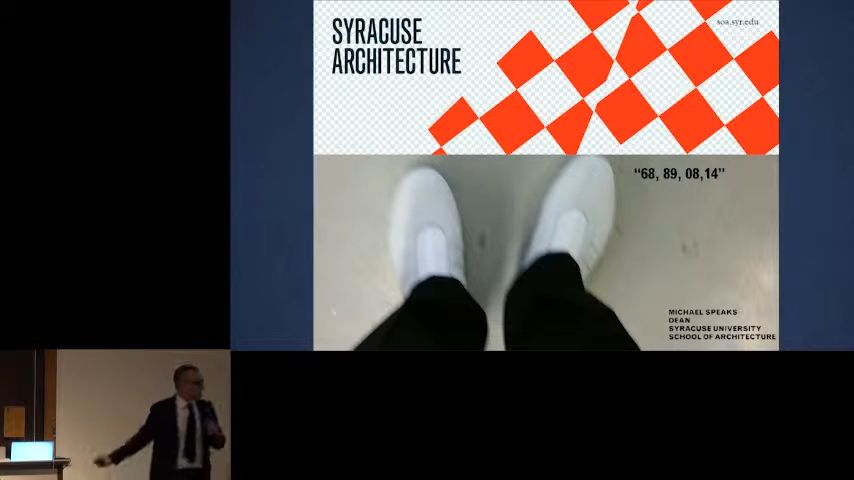 SYRACUSE
ARCHITECTURE
soa.syr.edu
“68, 89, 08,14”
MICHAEL SPEAKS
DEAN
SYRACUSE UNIVERSITY
SCHOOL OF ARCHITECTURE